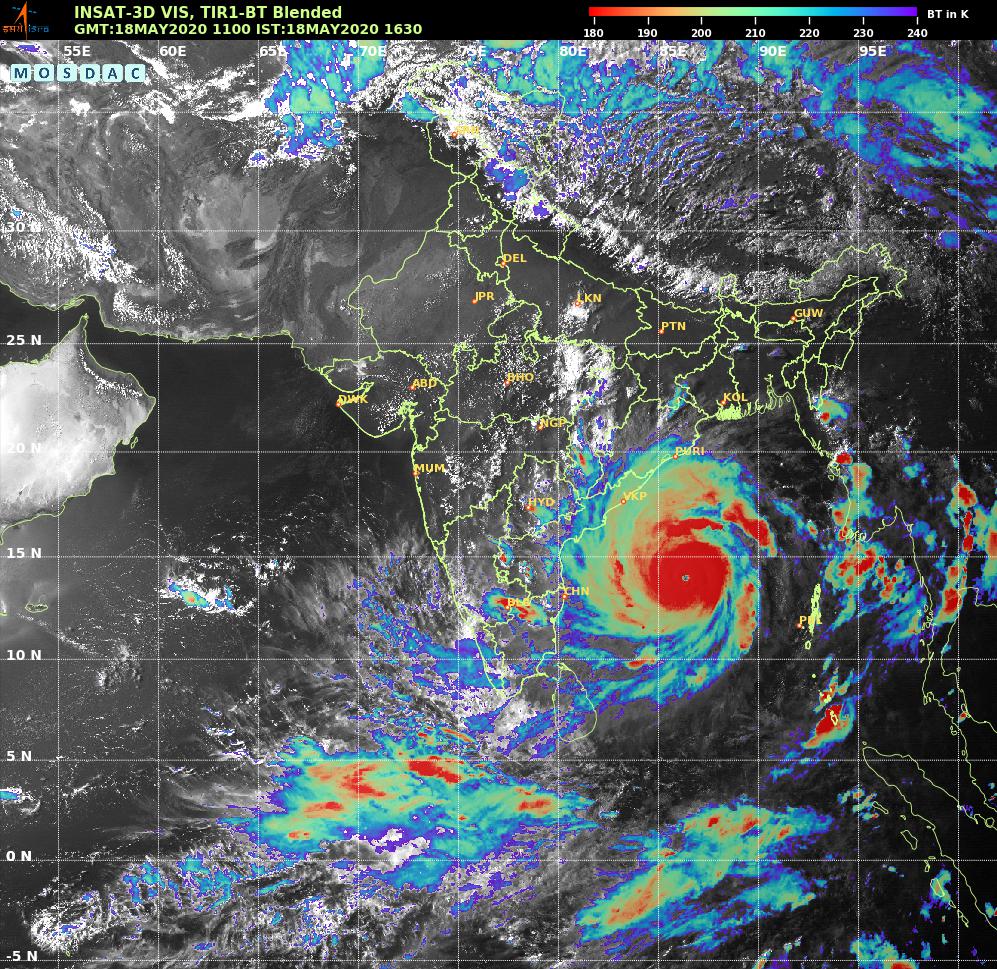 INSAT-3D VIS, TIR1-BT Blended
GMT:18MAY2020 1100 IST:18MAY2020 1630
BT in K
180 190 200 210 220 230 240
55E 60E 65E 70E 75E 80E 85E 90E 95E
MOSDAC
30 N
DEL
JPR
LKN
GUW
PTN
25 N
ABD
BHO
DWK
KOL
NGP
20 N
PURI
MUM
VKP
HYD
15 N
CHN
BLG
10 N
5 N
0 N
-5 N